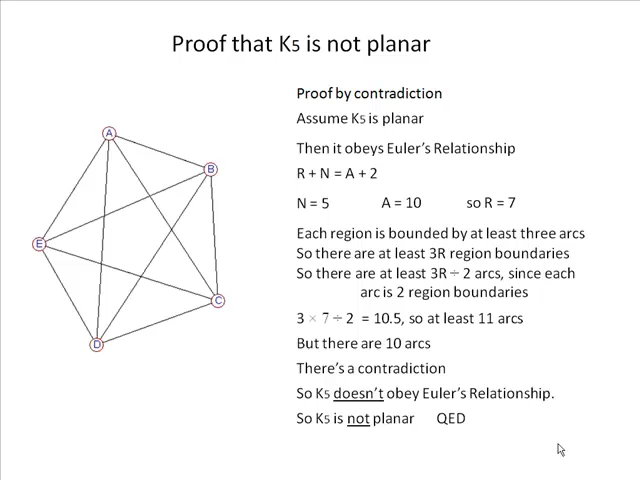 Proof that K5 is not planar
Proof by contradiction
Assume K5 is planar
Then it obeys Euler's Relationship
R + N = A + 2
N = 5 A = 10 so R = 7
Each region is bounded by at least three arcs
So there are at least 3R region boundaries
So there are at least 3R ÷ 2 arcs, since each
arc is 2 region boundaries
3 × 7 ÷ 2 = 10.5, so at least 11 arcs
But there are 10 arcs
There's a contradiction
So K5 doesn't obey Euler's Relationship.
So K5 is not planar QED
A
B
E
C
D